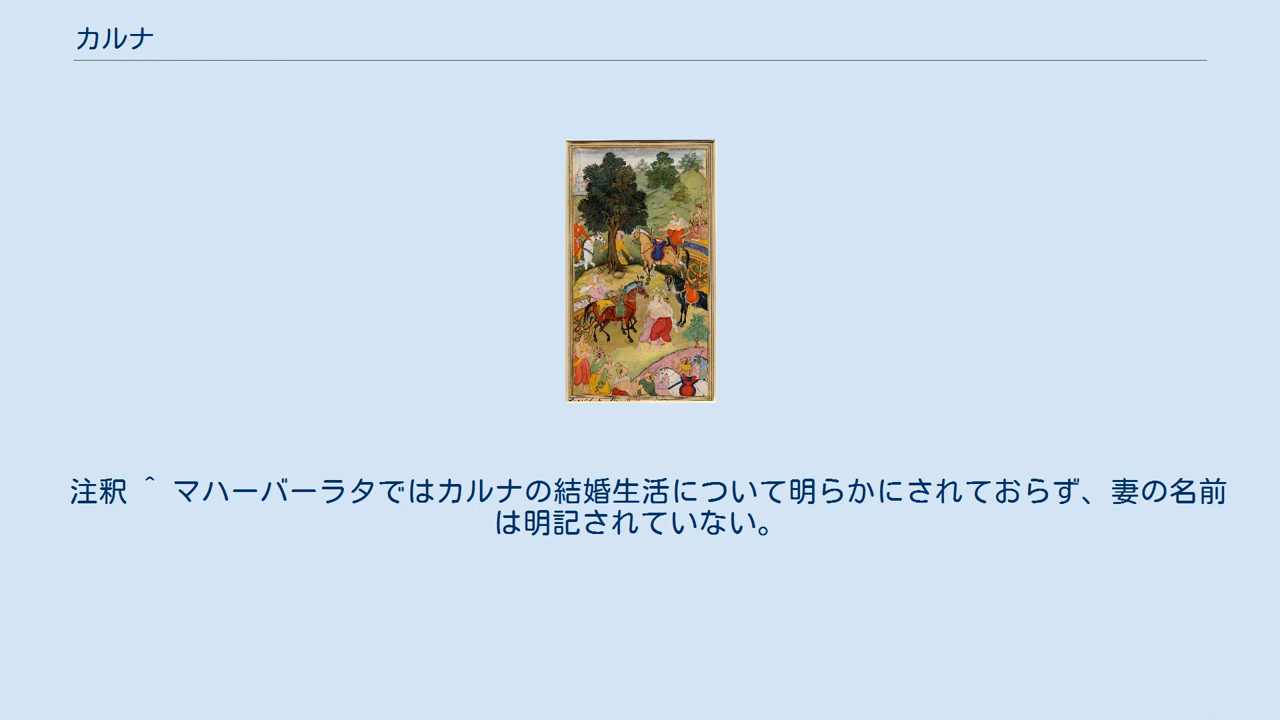 カルナ
注釈 ^ マハーバーラタではカルナの結婚生活について明らかにされておらず、妻の名前
は明記されていない。